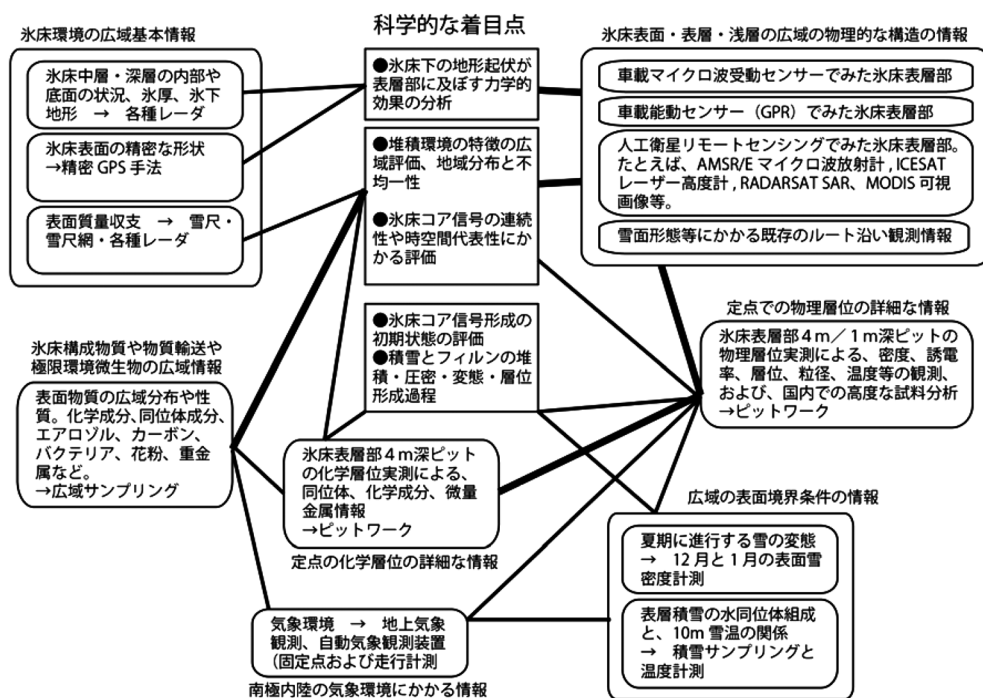 科学的な着目点
氷床環境の広域基本情報
氷床中層・深層の内部や
底面の状況、氷厚、氷下
地形 → 各種レーダ
氷床表面の精密な形状
→精密 GPS 手法
表面質量収支 → 雪尺・
雪尺網・各種レーダ
●氷床下の地形起伏が
表層部に及ぼす力学的
効果の分析
●堆積環境の特徴の広
域評価、地域分布と不
均一性
●氷床コア信号の連続
性や時空間代表性にか
かる評価
●氷床コア信号形成の
初期状態の評価
●積雪とフィルンの堆
積・圧密・変態・層位
形成過程
氷床表面・表層・浅層の広域の物理的な構造の情報
車載マイクロ波受動センサーでみた氷床表層部
車載能動センサー（GPR）でみた氷床表層部
人工衛星リモートセンシングでみた氷床表層部。
たとえば、AMSR/E マイクロ波放射計 , ICESAT
レーザー高度計 , RADARSAT SAR、MODIS 可視
画像等。
雪面形態等にかかる既存のルート沿い観測情報
定点での物理層位の詳細な情報
氷床表層部４ｍ／１ｍ深ピットの
物理層位実測による、密度、誘電
率、層位、粒径、温度等の観測、
および、国内での高度な試料分析
→ピットワーク
氷床構成物質や物質輸送や
極限環境微生物の広域情報
表面物質の広域分布や性
質。化学成分、同位体成分、
エアロゾル、カーボン、
バクテリア、花粉、重金
属など。
→広域サンプリング
氷床表層部４ｍ深ピット
の化学層位実測による、
同位体、化学成分、微量
金属情報
→ピットワーク
定点の化学層位の詳細な情報
広域の表面境界条件の情報
夏期に進行する雪の変態
→ 12 月と 1 月の表面雪
密度計測
表層積雪の水同位体組成
と、10m 雪温の関係
→ 積雪サンプリングと
温度計測
気象環境 → 地上気象
観測、自動気象観測装置
（固定点および走行計測
南極内陸の気象環境にかかる情報